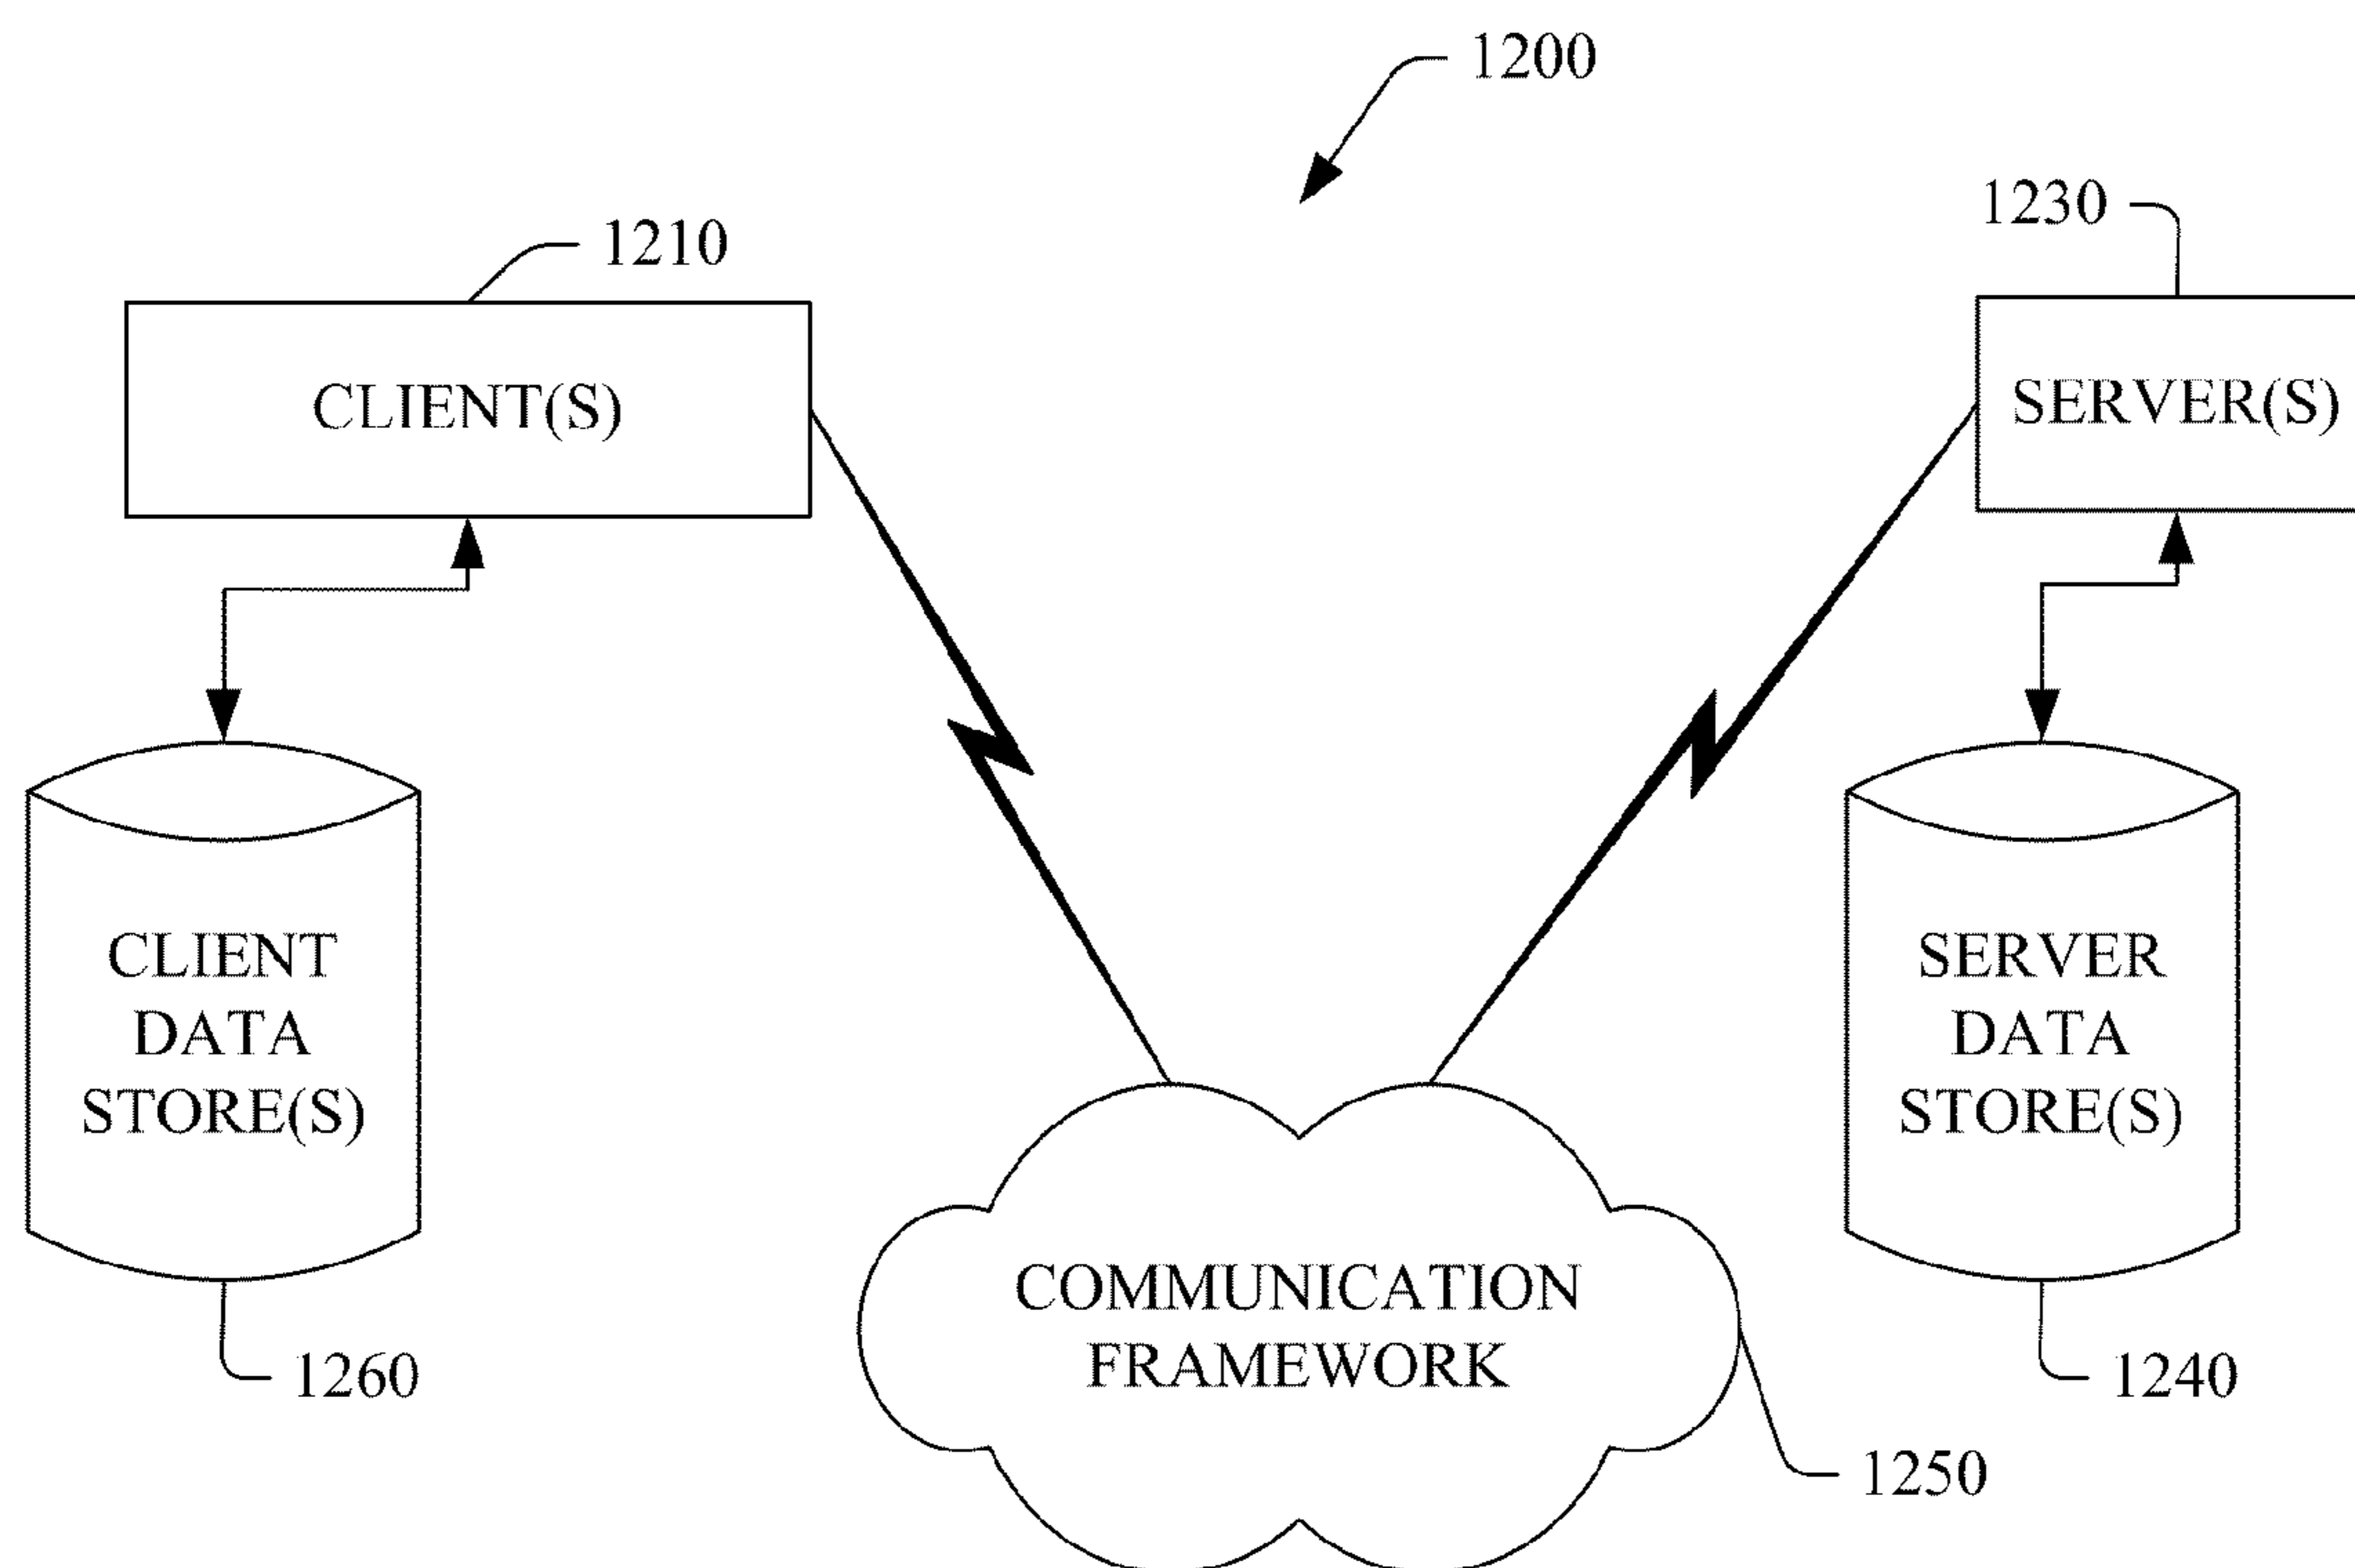 1200
1210
1230
CLIENT(S)
SERVER(S)
CLIENT
DATA
STORE(S)
SERVER
DATA
STORE(S)
COMMUNICATION
FRAMEWORK
1260
1240
1250